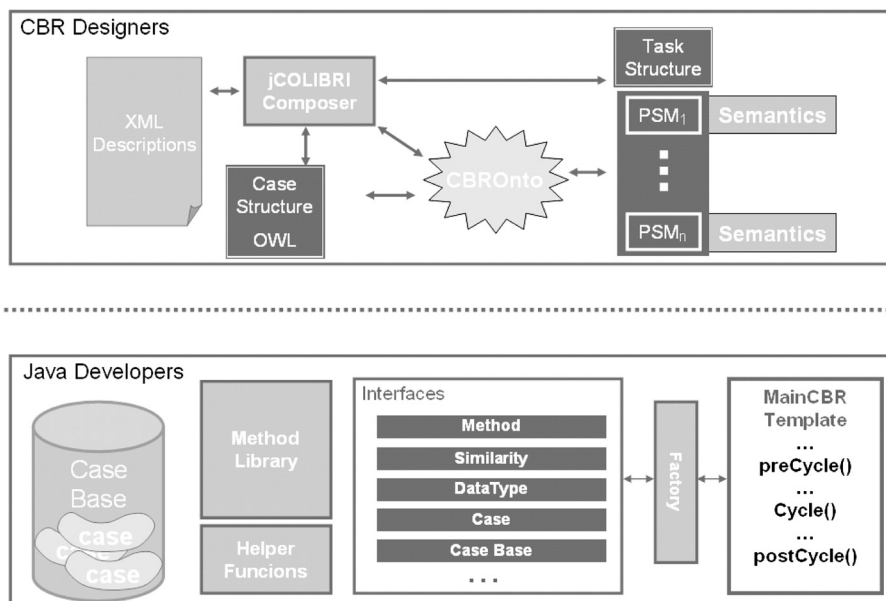 CBR Designers
XML
Descriptions
jCOLIBRI
Composer
Task
Structure
PSM1
Semantics
Case
Structure
OWL
CBROnto
PSMn
Semantics
Java Developers
Case
Base
case
case
case
Method
Library
Helper
Funcions
Interfaces
Method
Similarity
DataType
Case
Case Base
...
Factory
MainCBR
Template
...
preCycle()
...
Cycle()
...
postCycle()